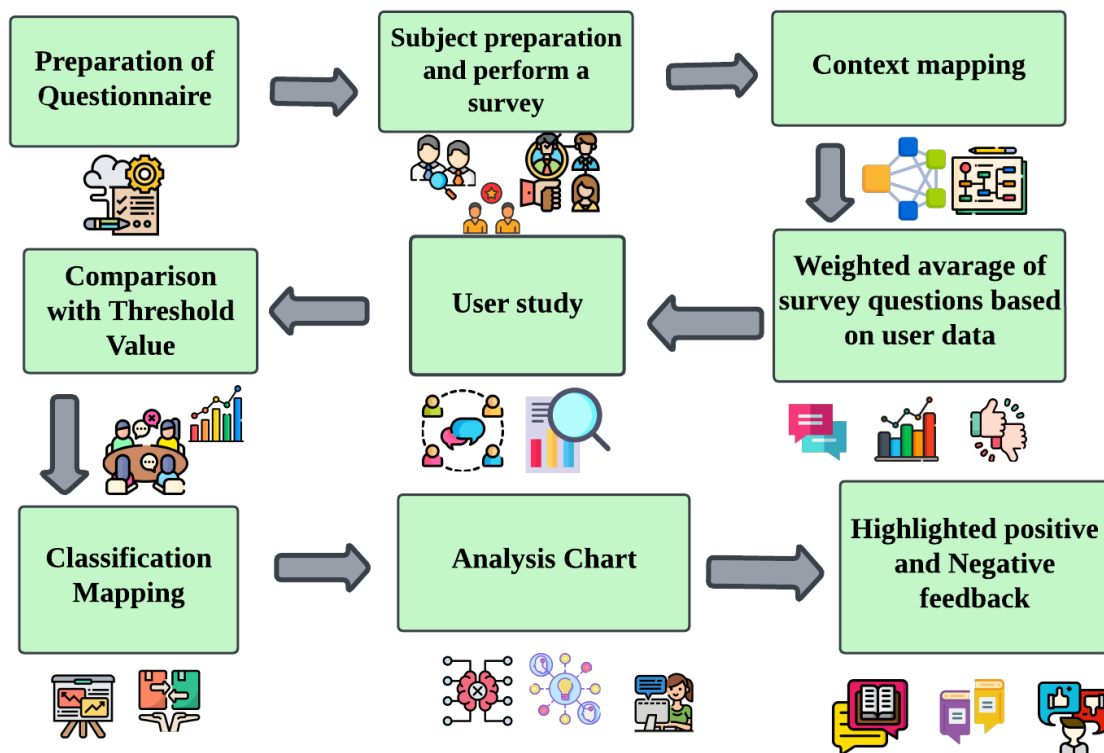 Preparation of
Questionnaire
Subject preparation
and perform a
survey
Context mapping
Weighted avarage of
survey questions based
on user data
User study
Comparison
with Threshold
Value
Classification
Mapping
Analysis Chart
Highlighted positive
and Negative
feedback